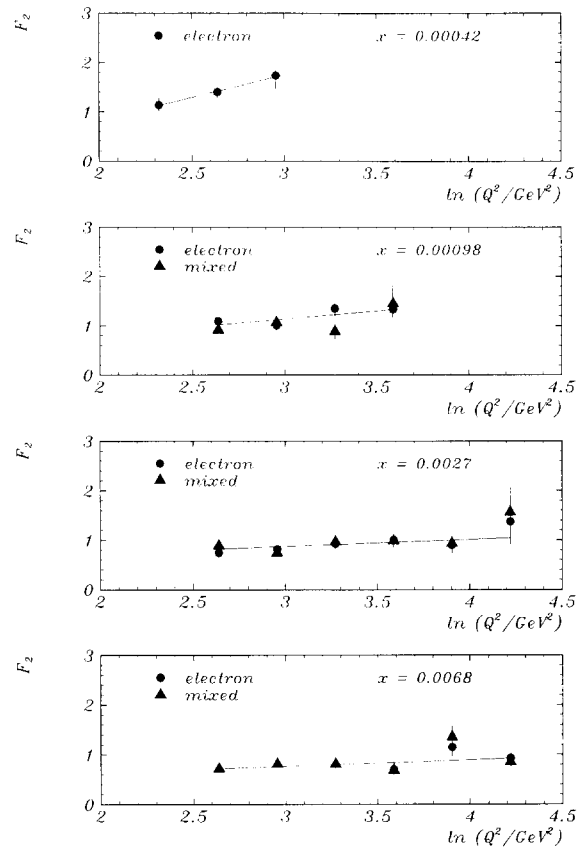 F₂
3
● electron x = 0.00042
2
1
0
2 2.5 3 3.5 4 4.5
ln (Q²/GeV²)
F₂
3
● electron x = 0.00098
▲ mixed
2
1
0
2 2.5 3 3.5 4 4.5
ln (Q²/GeV²)
F₂
3
● electron x = 0.0027
▲ mixed
2
1
0
2 2.5 3 3.5 4 4.5
ln (Q²/GeV²)
F₂
3
● electron x = 0.0068
▲ mixed
2
1
0
2 2.5 3 3.5 4 4.5
ln (Q²/GeV²)